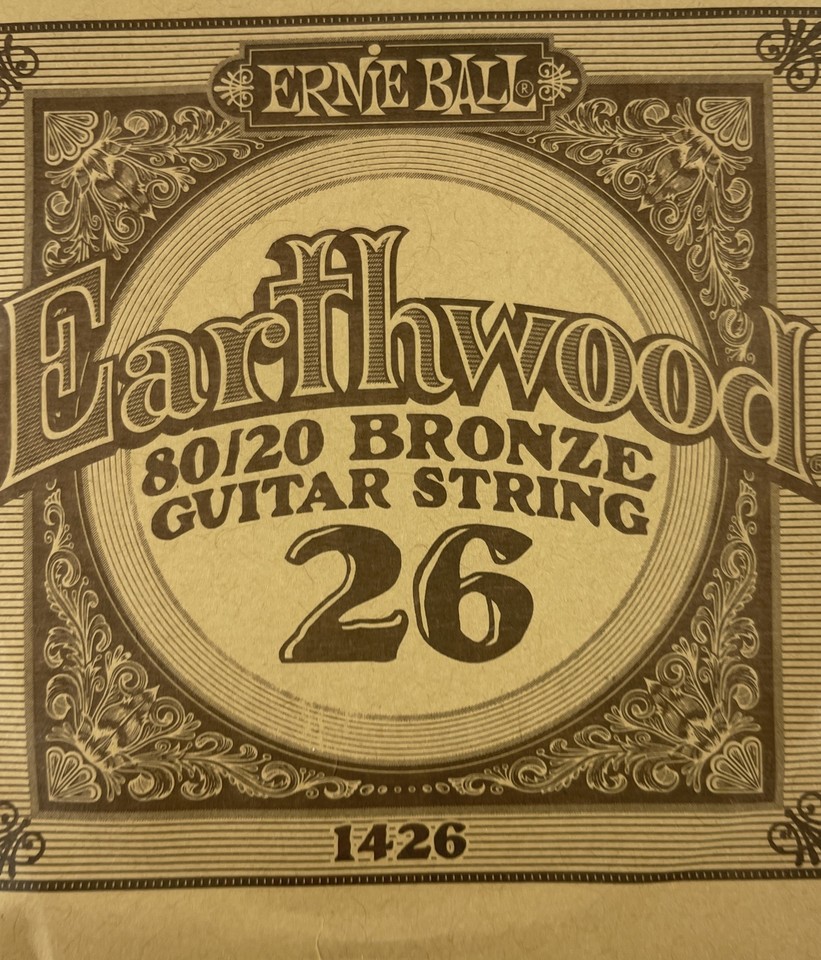 ERNiE BALL®
Earthwood®
80/20 BRONZE
GUITAR STRING
26
1426